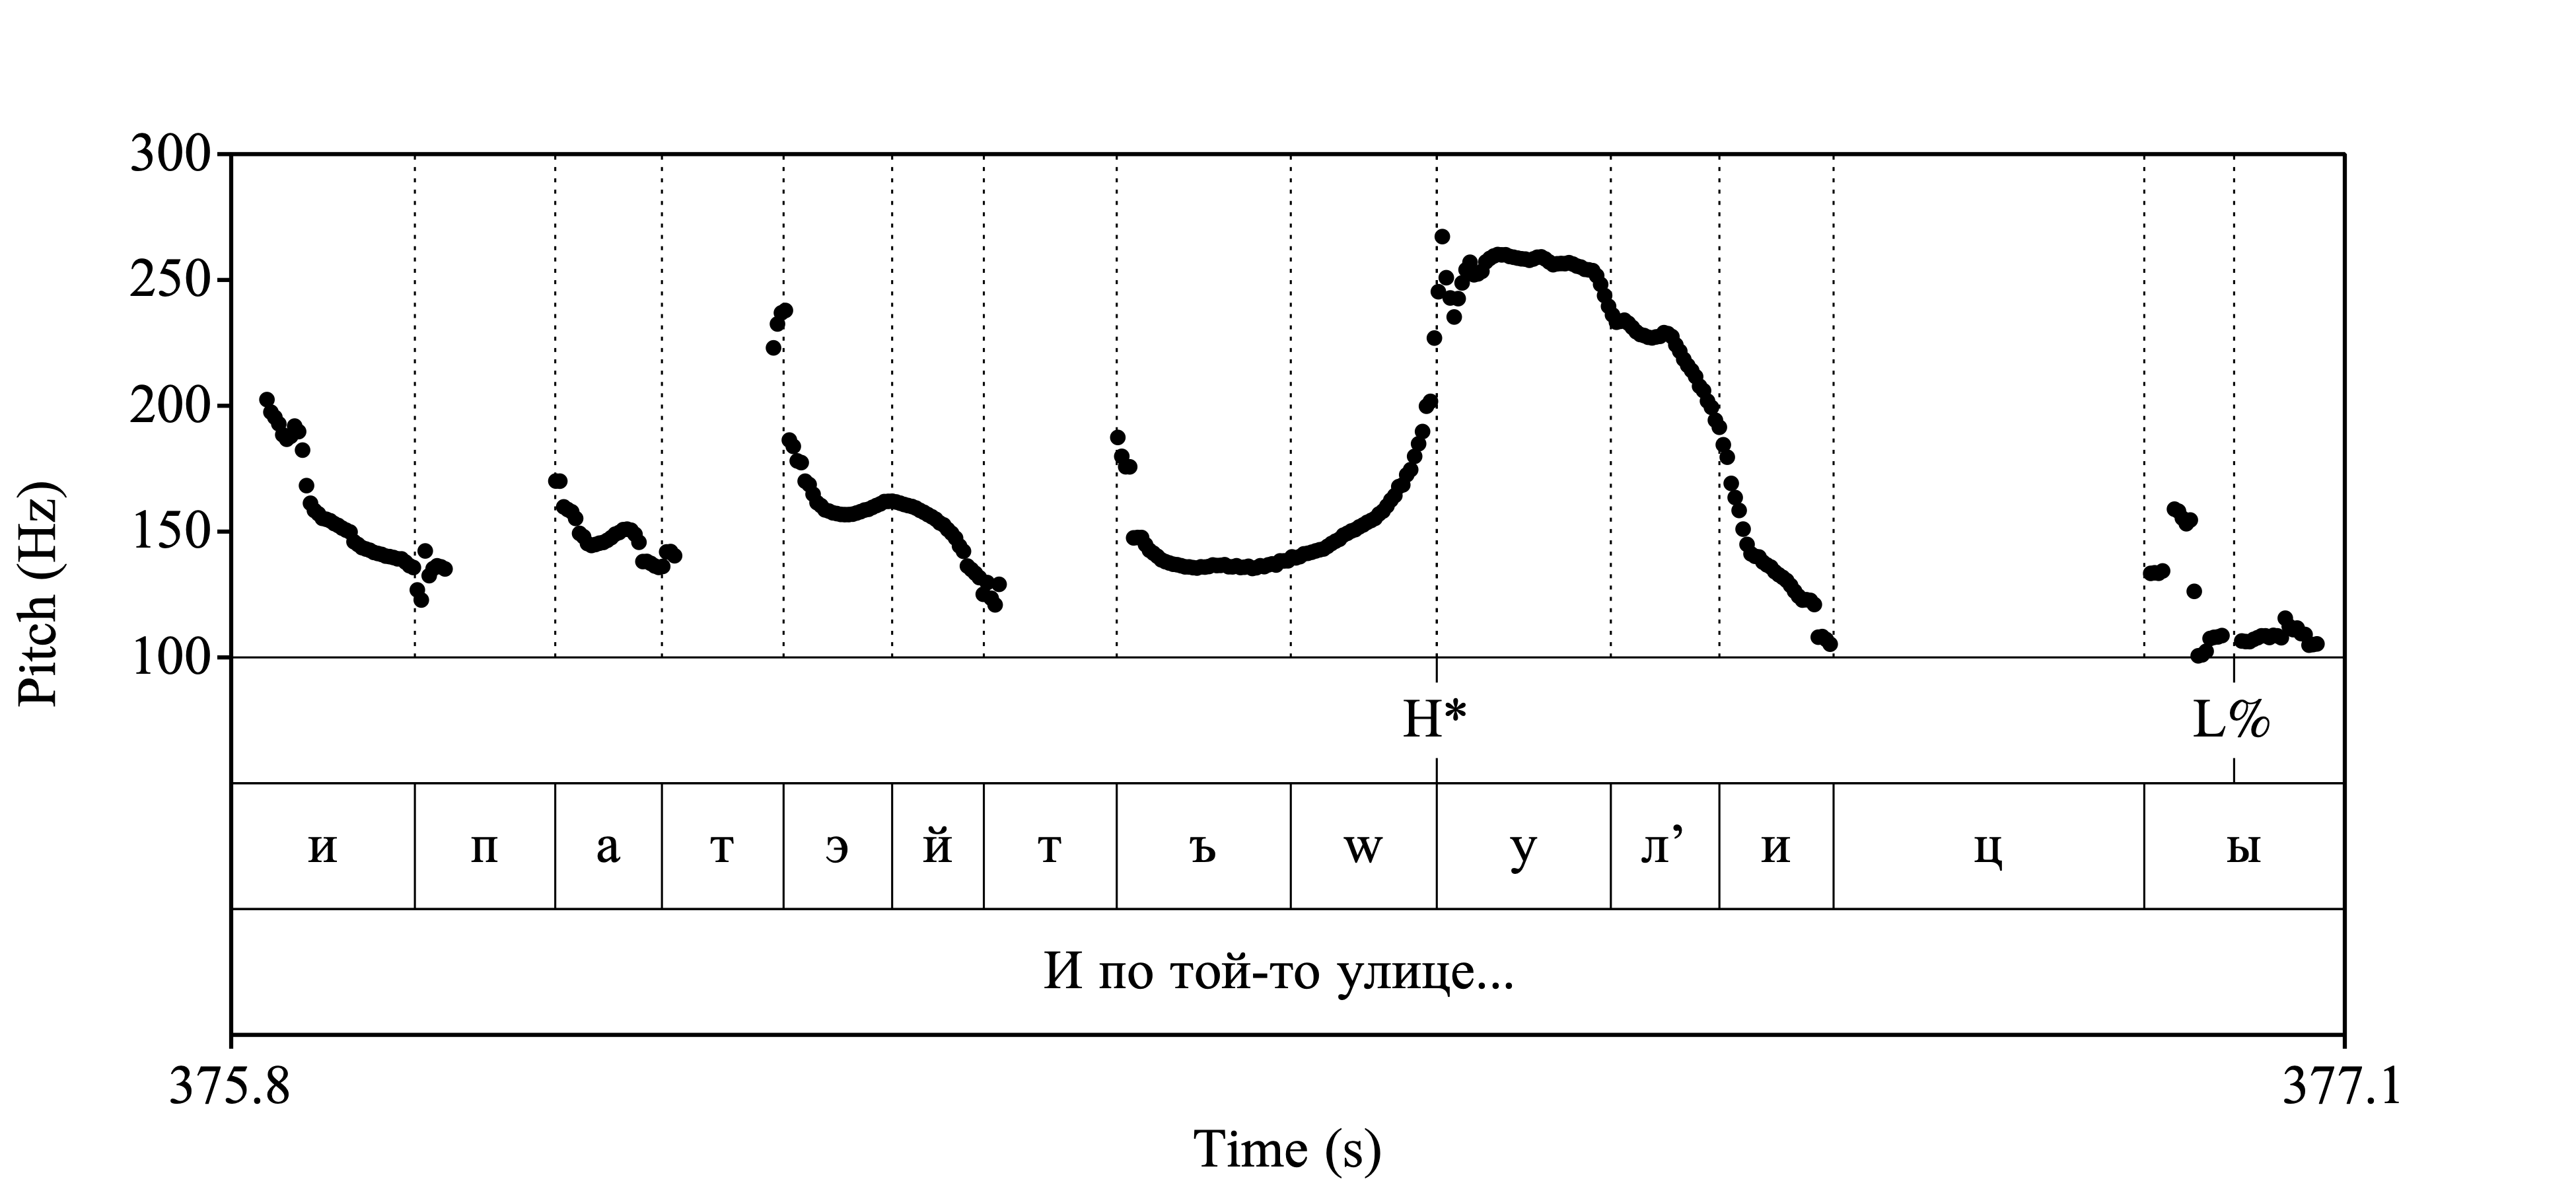 300
250
200
150
100
Pitch (Hz)
H* L%
и п а т э й т ъ w у л’ и ц ы
И по той-то улице...
375.8 377.1
Time (s)